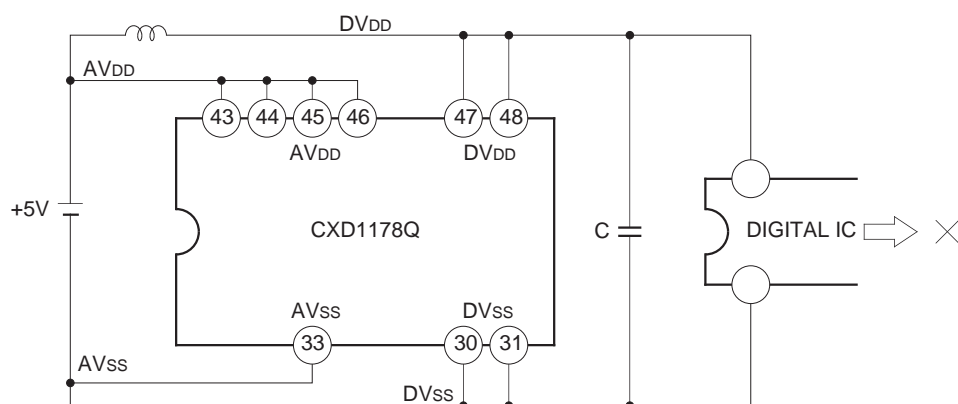 DVDD
AVDD
43 44 45 46 47 48
AVDD DVDD
+5V CXD1178Q C DIGITAL IC
AVSS DVSS
33 30 31
AVSS
DVSS